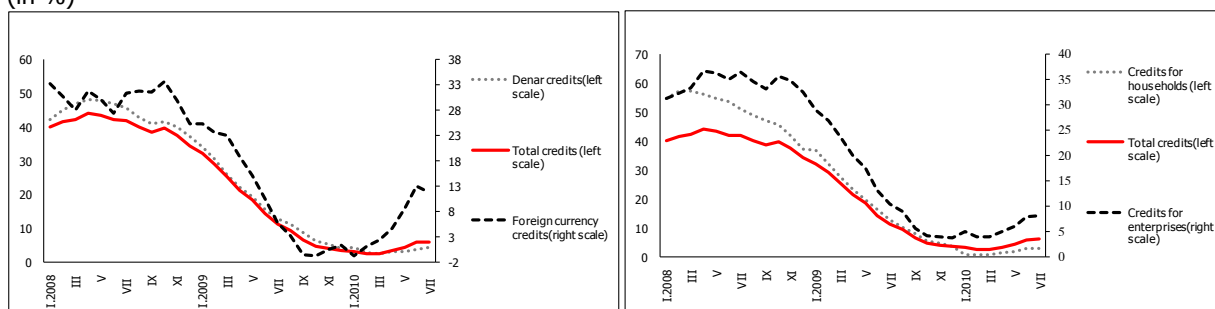 (in %)
60
50
40
30
20
10
0
38
33
28
23
18
13
8
3
-2
I.2008
III
V
VII
IX
XI
I.2009
III
V
VII
IX
XI
I.2010
III
V
VII
Denar credits(left
scale)
Total credits(left
scale)
Foreign currency
credits(right scale)
70
60
50
40
30
20
10
0
40
35
30
25
20
15
10
5
0
I.2008
III
V
VII
IX
XI
I.2009
III
V
VII
IX
XI
I.2010
III
V
VII
Credits for
households (left
scale)
Total credits(left
scale)
Credits for
enterprises(right
scale)